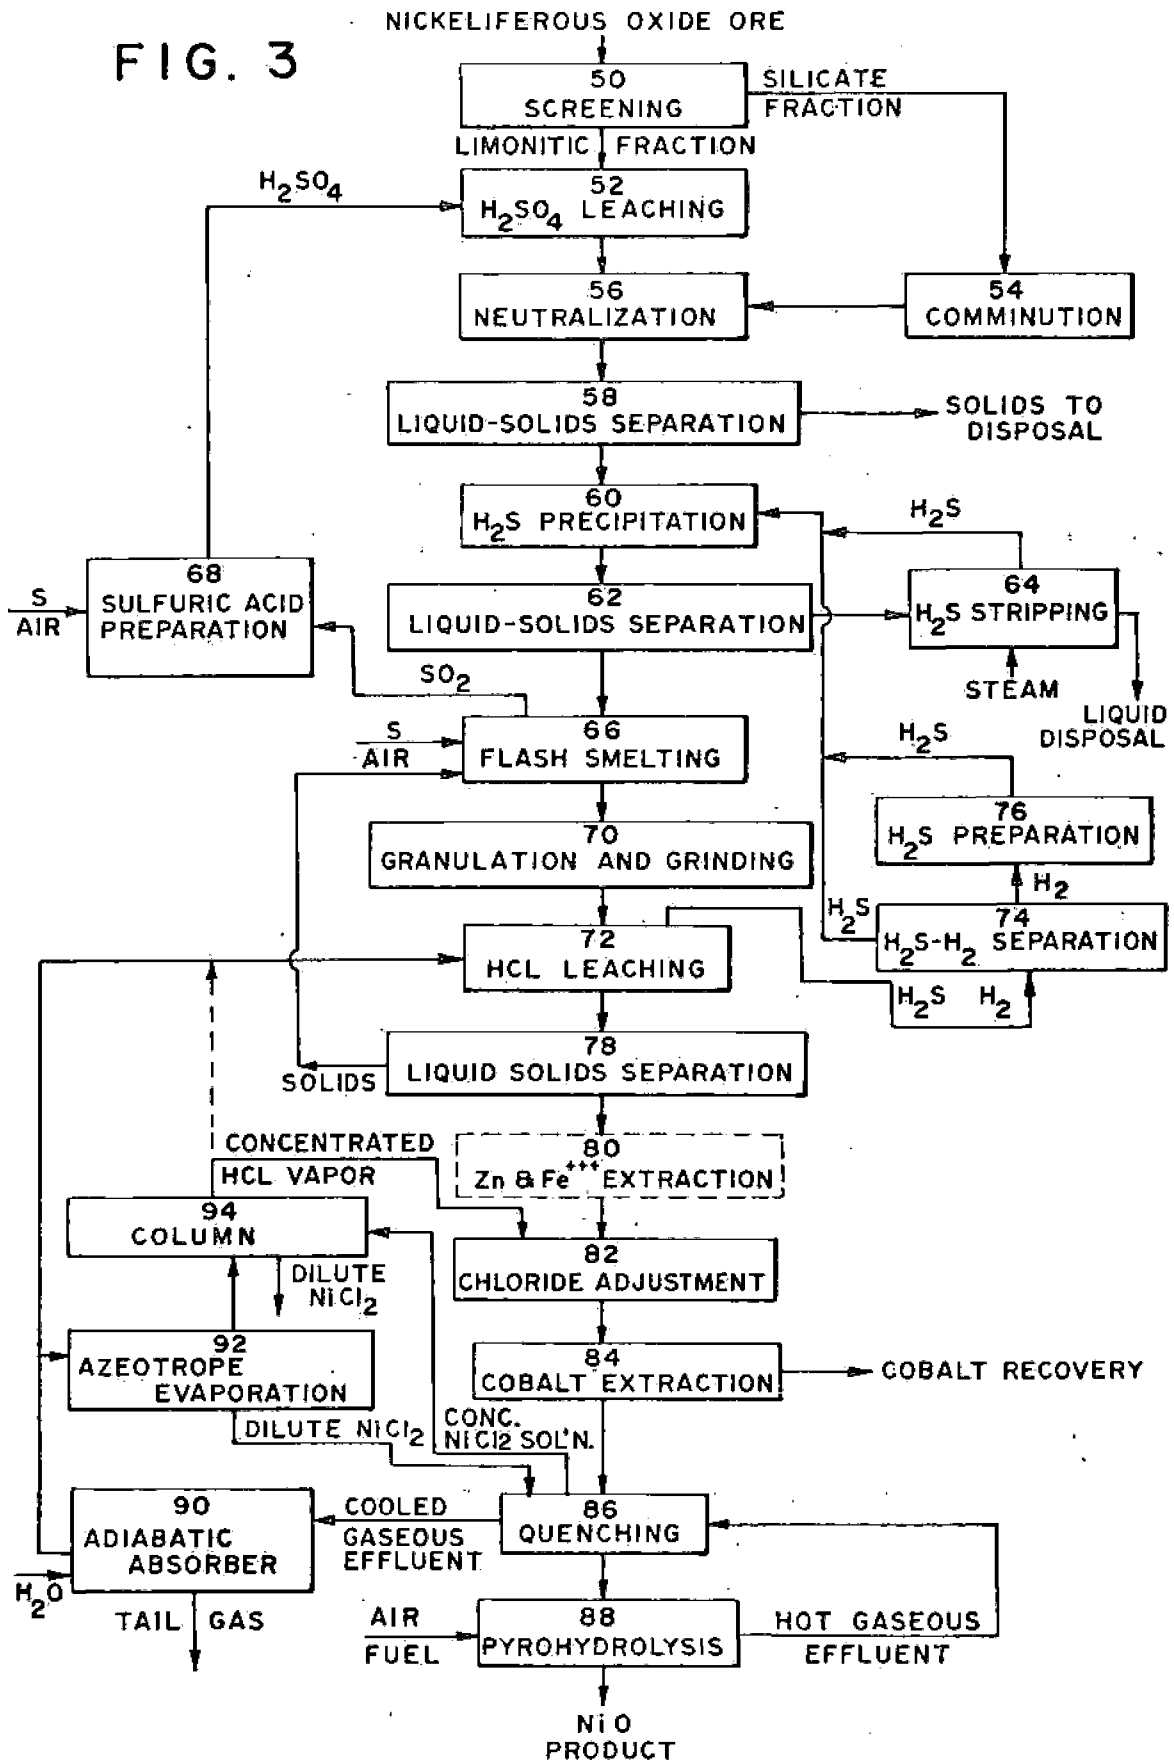 NICKELIFEROUS OXIDE ORE
FIG. 3
50
SCREENING
SILICATE
FRACTION
LIMONITIC FRACTION
H2SO4
52
H2SO4 LEACHING
56
NEUTRALIZATION
54
COMMINUTION
58
LIQUID-SOLIDS SEPARATION
SOLIDS TO
DISPOSAL
60
H2S PRECIPITATION
H2S
68
SULFURIC ACID
PREPARATION
S
AIR
62
LIQUID-SOLIDS SEPARATION
64
H2S STRIPPING
STEAM
LIQUID
DISPOSAL
SO2
66
FLASH SMELTING
S
AIR
H2S
70
GRANULATION AND GRINDING
76
H2S PREPARATION
H2
H2S
74
H2S-H2 SEPARATION
72
HCL LEACHING
H2S H2
78
LIQUID SOLIDS SEPARATION
SOLIDS
80
Zn & Fe+++ EXTRACTION
CONCENTRATED
HCL VAPOR
94
COLUMN
82
CHLORIDE ADJUSTMENT
DILUTE
NiCl2
92
AZEOTROPE
EVAPORATION
84
COBALT EXTRACTION
COBALT RECOVERY
DILUTE NiCl2
CONC.
NiCl2 SOL'N.
90
ADIABATIC
ABSORBER
COOLED
GASEOUS
EFFLUENT
86
QUENCHING
H2O
TAIL GAS
AIR
FUEL
88
PYROHYDROLYSIS
HOT GASEOUS
EFFLUENT
NiO
PRODUCT